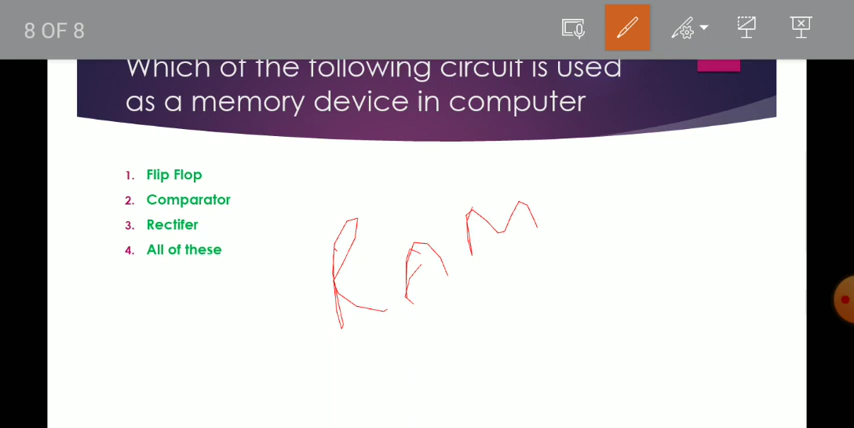 8 OF 8
Which of the following circuit is used
as a memory device in computer
1. Flip Flop
2. Comparator
3. Rectifer
4. All of these
RAM